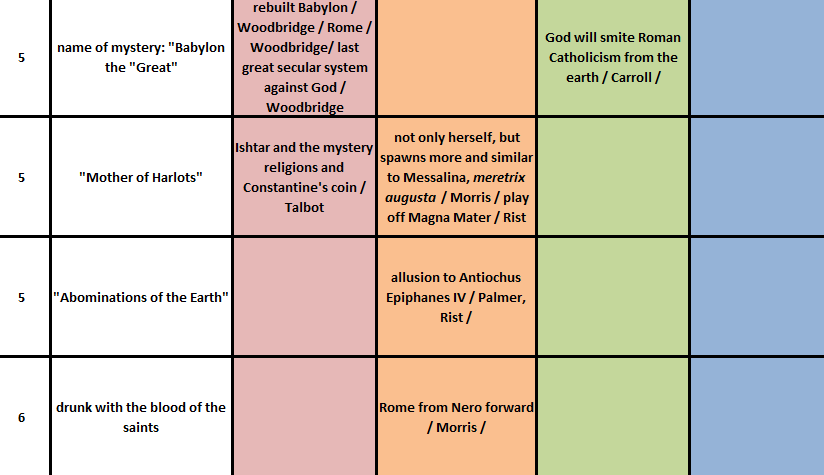 5
name of mystery: "Babylon
the "Great"
rebuilt Babylon /
Woodbridge / Rome /
Woodbridge/ last
great secular system
against God /
Woodbridge
God will smite Roman
Catholicism from the
earth / Carroll /
5
"Mother of Harlots"
Ishtar and the mystery
religions and
Constantine's coin /
Talbot
not only herself, but
spawns more and similar
to Messalina, meretrix
augusta / Morris / play
off Magna Mater / Rist
5
"Abominations of the Earth"
allusion to Antiochus
Epiphanes IV / Palmer,
Rist /
6
drunk with the blood of the
saints
Rome from Nero forward
/ Morris /